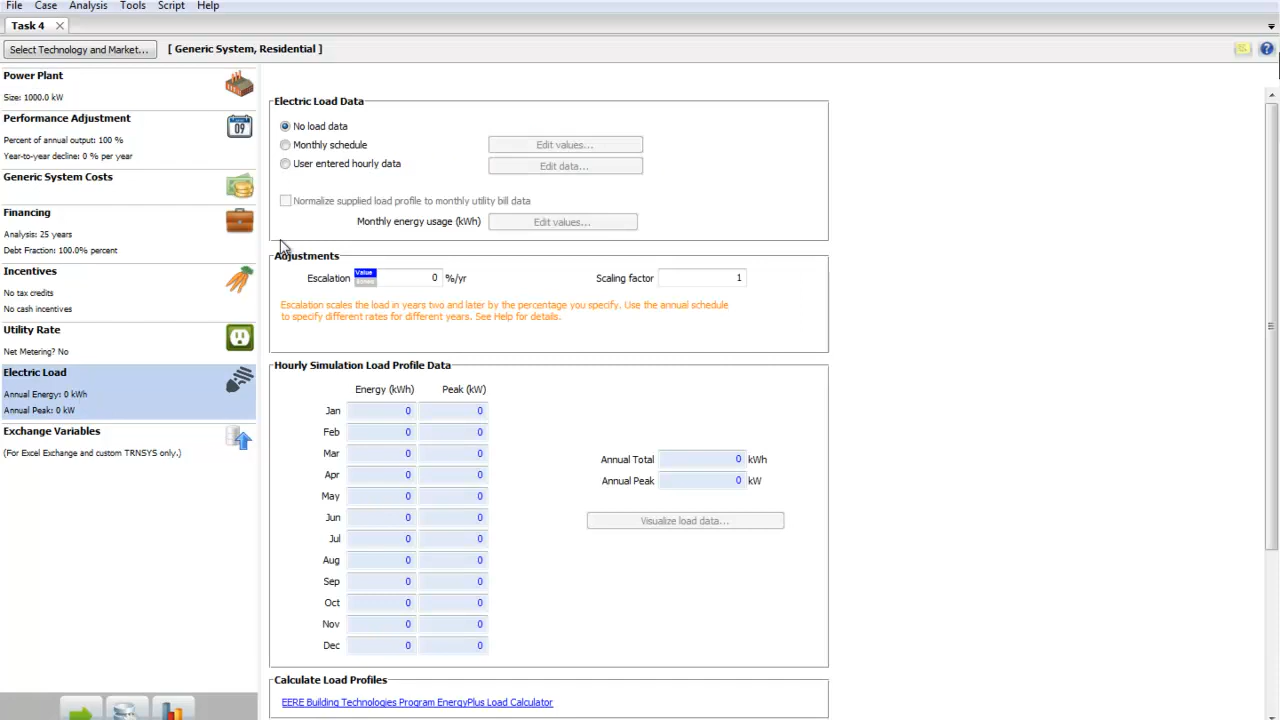 File Case Analysis Tools Script Help
Task 4
Select Technology and Market... [ Generic System, Residential ]
Power Plant
Size: 1000.0 kW
Performance Adjustment
Percent of annual output: 100 %
Year-to-year decline: 0 % per year
09
Generic System Costs
Financing
Analysis: 25 years
Debt Fraction: 100.0% percent
Incentives
No tax credits
No cash incentives
Utility Rate
Net Metering? No
Electric Load
Annual Energy: 0 kWh
Annual Peak: 0 kW
Exchange Variables
(For Excel Exchange and custom TRNSYS only.)
Electric Load Data
No load data
Monthly schedule Edit values...
User entered hourly data Edit data...
Normalize supplied load profile to monthly utility bill data
Monthly energy usage (kWh) Edit values...
Adjustments
Escalation Value 0 %/yr Scaling factor 1
Escalation scales the load in years two and later by the percentage you specify. Use the annual schedule
to specify different rates for different years. See Help for details.
Hourly Simulation Load Profile Data
Energy (kWh) Peak (kW)
Jan 0 0
Feb 0 0
Mar 0 0
Apr 0 0
May 0 0
Jun 0 0
Jul 0 0
Aug 0 0
Sep 0 0
Oct 0 0
Nov 0 0
Dec 0 0
Annual Total 0 kWh
Annual Peak 0 kW
Visualize load data...
Calculate Load Profiles
EERE Building Technologies Program EnergyPlus Load Calculator